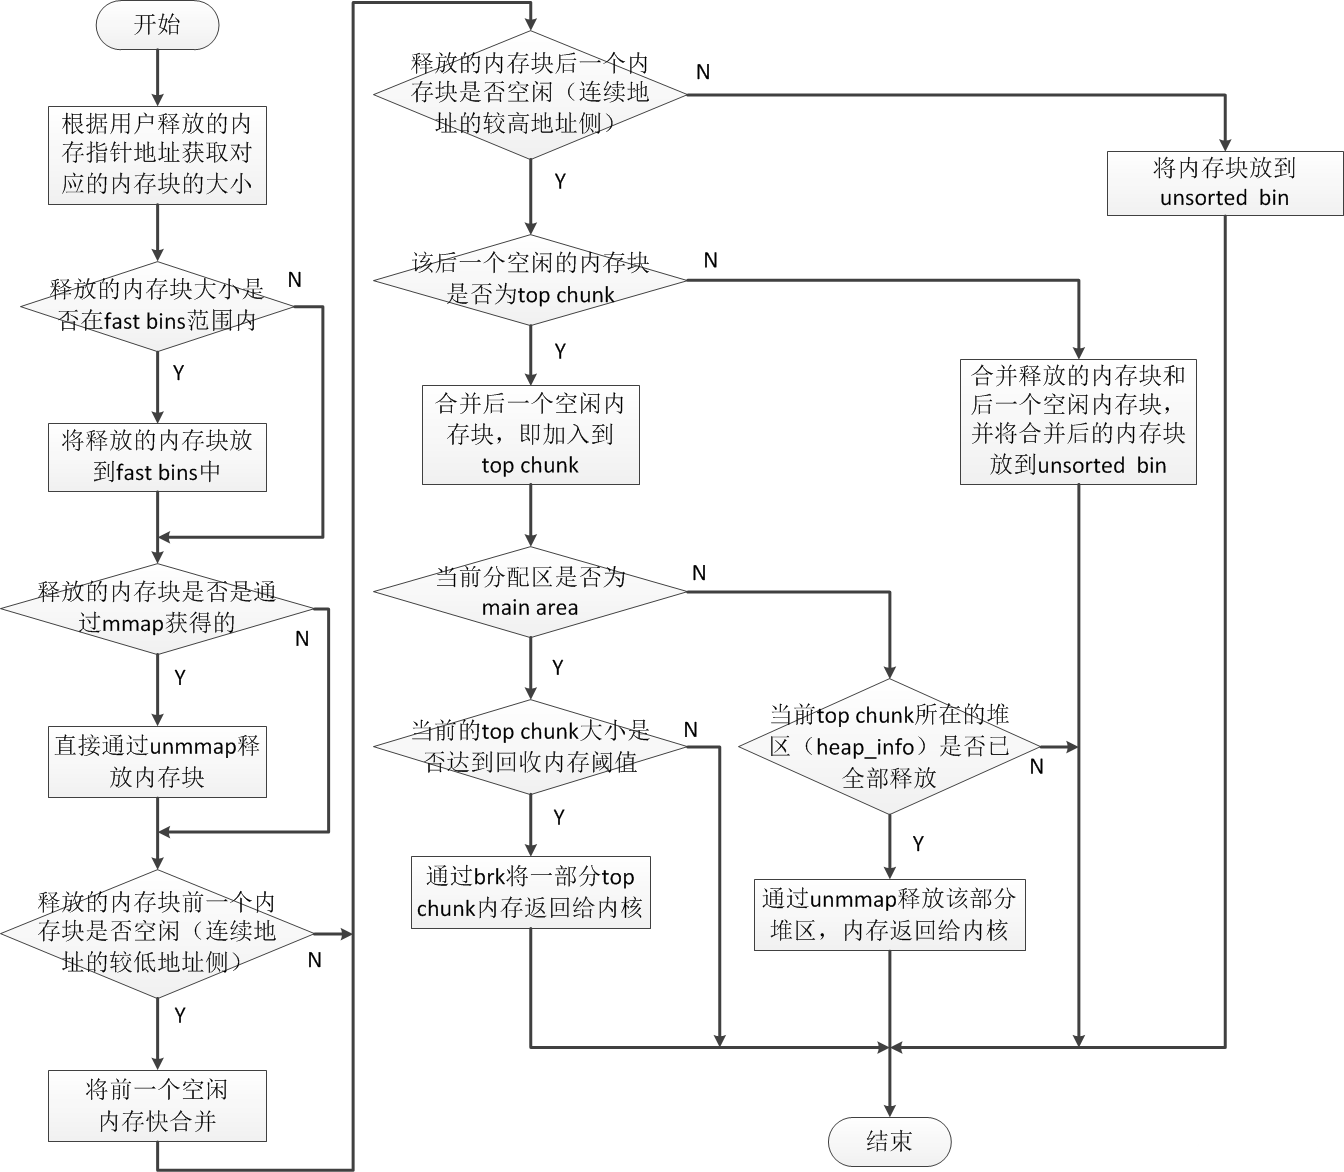 开始
根据用户释放的内
存指针地址获取对
应的内存块的大小
释放的内存块大小是
否在fast bins范围内
N
Y
将释放的内存块放
到fast bins中
释放的内存块是否是通
过mmap获得的
N
Y
直接通过unmmap释
放内存块
释放的内存块前一个内
存块是否空闲（连续地
址的较低地址侧）
N
Y
将前一个空闲
内存快合并
释放的内存块后一个内
存块是否空闲（连续地
址的较高地址侧）
N
Y
将内存块放到
unsorted bin
该后一个空闲的内存块
是否为top chunk
N
Y
合并后一个空闲内
存块，即加入到
top chunk
合并释放的内存块和
后一个空闲内存块，
并将合并后的内存块
放到unsorted bin
当前分配区是否为
main area
N
Y
当前的top chunk大小是
否达到回收内存阈值
N
Y
通过brk将一部分top
chunk内存返回给内核
当前top chunk所在的堆
区（heap_info）是否已
全部释放
N
Y
通过unmmap释放该部分
堆区，内存返回给内核
结束